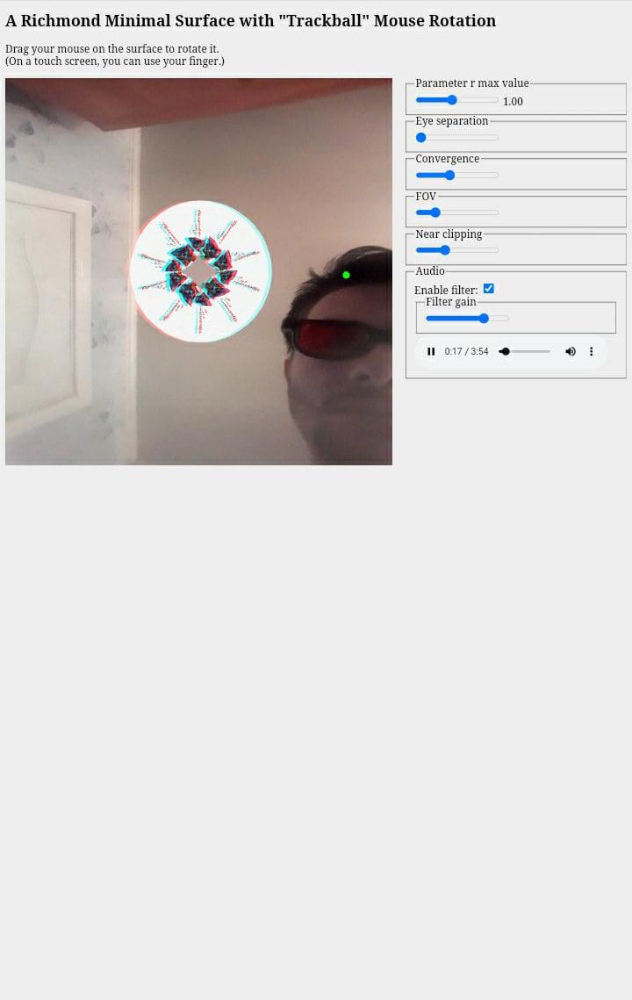 A Richmond Minimal Surface with "Trackball" Mouse Rotation
Drag your mouse on the surface to rotate it.
(On a touch screen, you can use your finger.)
Parameter r max value
1.00
Eye separation
Convergence
FOV
Near clipping
Audio
Enable filter:
Filter gain
0:17 / 3:54